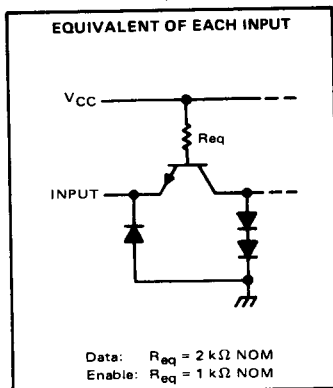 EQUIVALENT OF EACH INPUT
VCC
Req
INPUT
Data: Req = 2 kΩ NOM
Enable: Req = 1 kΩ NOM